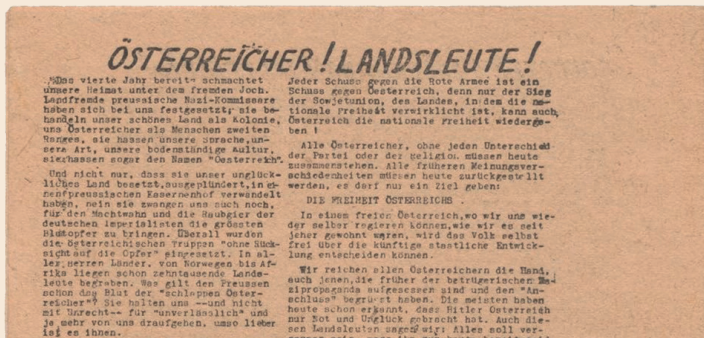 ÖSTERREICHER! LANDSLEUTE!
Das vierte Jahr bereits schmachtet
unsere Heimat unter dem fremden Joch.
Landfremde preussische Nazi-Kommissare
haben sich bei uns festgesetzt, sie be-
handeln unser schönes Land als Kolonie,
uns Österreicher als Menschen zweiten
Ranges, sie hassen unsere Sprache, un-
sere Art, unsere bodenständige Kultur,
sie hassen sogar den Namen "Oesterreich".
Und nicht nur, dass sie unser unglück-
liches Land besetzt, ausgeplündert, in ei-
nen preussischen Kasernenhof verwandelt
haben, nein sie zwangen uns auch noch,
für den Machtwahn und die Raubgier der
deutschen Imperialisten die grössten
Blutopfer zu bringen. Überall wurden
die österreichischen Truppen "ohne Rück-
sicht auf die Opfer" eingesetzt. In al-
ler Herren Länder, von Norwegen bis Af-
rika liegen schon zehntausende Lands-
leute begraben. Was gilt den Preussen
schon das Blut der "schlappen Öster-
reicher"? Sie halten uns --und nicht
mit Unrecht-- für "unverlässlich" und
je mehr von uns draufgehen, umso lieber
ist es ihnen.
Jeder Schuss gegen die Rote Armee ist ein
Schuss gegen Oesterreich, denn nur der Sieg
der Sowjetunion, des Landes, in dem die na-
tionale Freiheit verwirklicht ist, kann auch
Österreich die nationale Freiheit wiederge-
ben !
Alle Österreicher, ohne jeden Unterschied
der Partei oder der Religion müssen heute
zusammenstehen. Alle früheren Meinungsver-
schiedenheiten müssen heute zurückgestellt
werden, es darf nur ein Ziel geben:
DIE FREIHEIT ÖSTERREICHS .
In einem freien Österreich, wo wir uns wie-
der selber regieren können, wie wir es seit
jeher gewohnt waren, wird das Volk selbst
frei über die künftige staatliche Entwick-
lung entscheiden können.
Wir reichen allen Österreichern die Hand,
auch jenen, die früher der betrügerischen Na-
zipropaganda aufgesessen sind und den "An-
schluss" begrüsst haben. Die meisten haben
heute schon erkannt, dass Hitler Österreich
nur Not und Unglück gebracht hat. Auch die-
sen Landsleuten sagen wir: Alles soll ver-